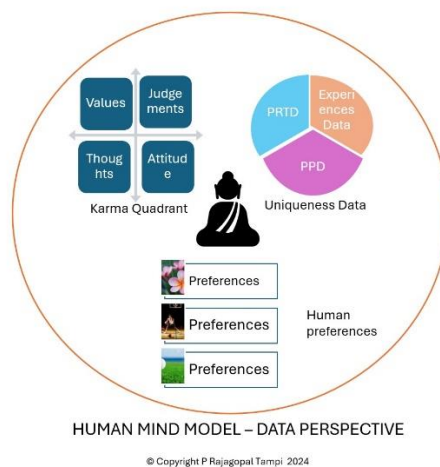 Values
Judge
ments
Thoug
hts
Attitud
e
Karma Quadrant
PRTD
Experi
ences
Data
PPD
Uniqueness Data
Preferences
Preferences
Preferences
Human
preferences
HUMAN MIND MODEL – DATA PERSPECTIVE
© Copyright P Rajagopal Tampi 2024